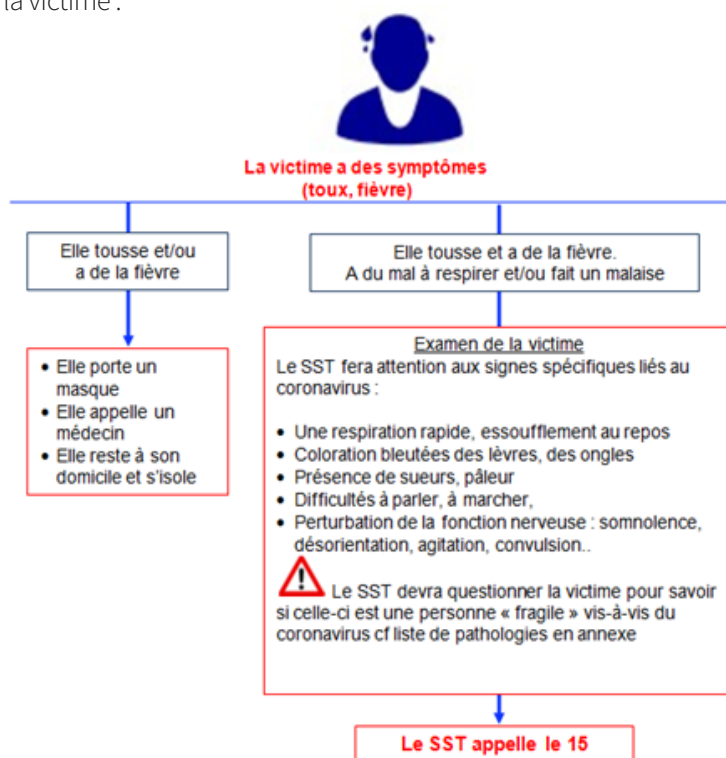 la victime :
La victime a des symptômes
(toux, fièvre)
Elle tousse et/ou
a de la fièvre
• Elle porte un
masque
• Elle appelle un
médecin
• Elle reste à son
domicile et s'isole
Elle tousse et a de la fièvre.
A du mal à respirer et/ou fait un malaise
Examen de la victime
Le SST fera attention aux signes spécifiques liés au
coronavirus :
• Une respiration rapide, essoufflement au repos
• Coloration bleutées des lèvres, des ongles
• Présence de sueurs, pâleur
• Difficultés à parler, à marcher,
• Perturbation de la fonction nerveuse : somnolence,
désorientation, agitation, convulsion..
Le SST devra questionner la victime pour savoir
si celle-ci est une personne « fragile » vis-à-vis du
coronavirus cf liste de pathologies en annexe
Le SST appelle le 15